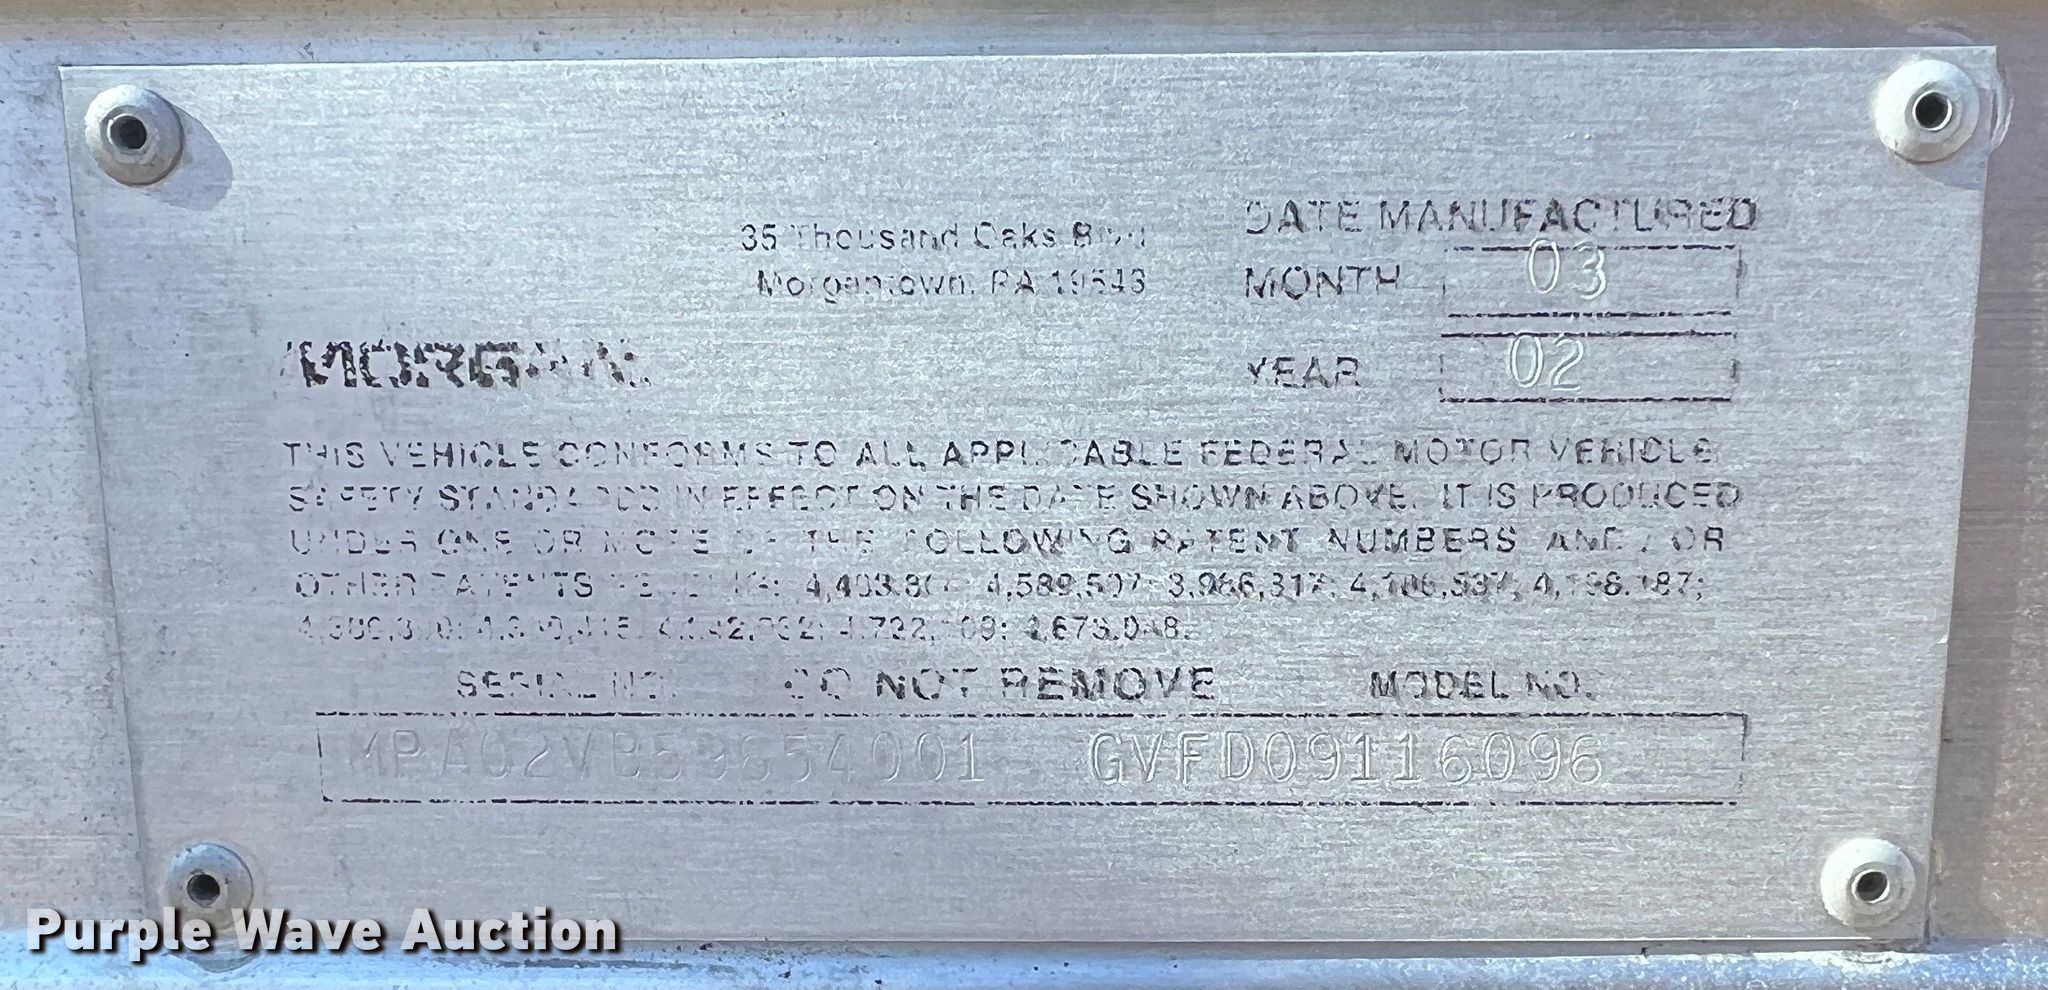 35 Thousand Oaks Blvd
Morgantown, PA 19543
DATE MANUFACTURED
MONTH 03
YEAR 02
MORGAN
THIS VEHICLE CONFORMS TO ALL APPLICABLE FEDERAL MOTOR VEHICLE
SAFETY STANDARDS IN EFFECT ON THE DATE SHOWN ABOVE. IT IS PRODUCED
UNDER ONE OR MORE OF THE FOLLOWING PATENT NUMBERS AND / OR
OTHER PATENTS 3,966,317;
SERIAL NO. DO NOT REMOVE MODEL NO.
GVFD09116096
Purple Wave Auction